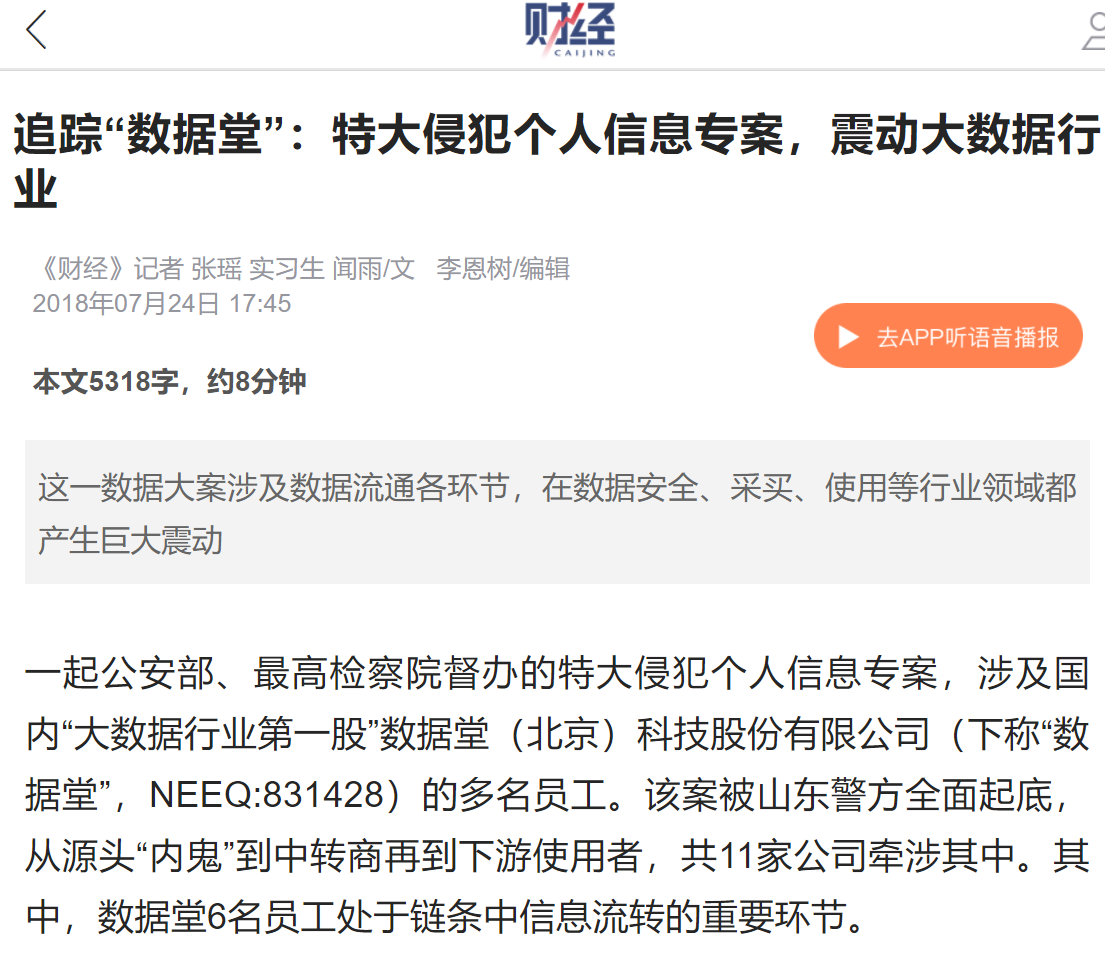 财经
CAIJING
追踪“数据堂”：特大侵犯个人信息专案，震动大数据行
业
《财经》记者 张瑶 实习生 闻雨/文 李恩树/编辑
2018年07月24日 17:45
去APP听语音播报
本文5318字，约8分钟
这一数据大案涉及数据流通各环节，在数据安全、采买、使用等行业领域都
产生巨大震动
一起公安部、最高检察院督办的特大侵犯个人信息专案，涉及国
内“大数据行业第一股”数据堂（北京）科技股份有限公司（下称“数
据堂”，NEEQ:831428）的多名员工。该案被山东警方全面起底，
从源头“内鬼”到中转商再到下游使用者，共11家公司牵涉其中。其
中，数据堂6名员工处于链条中信息流转的重要环节。